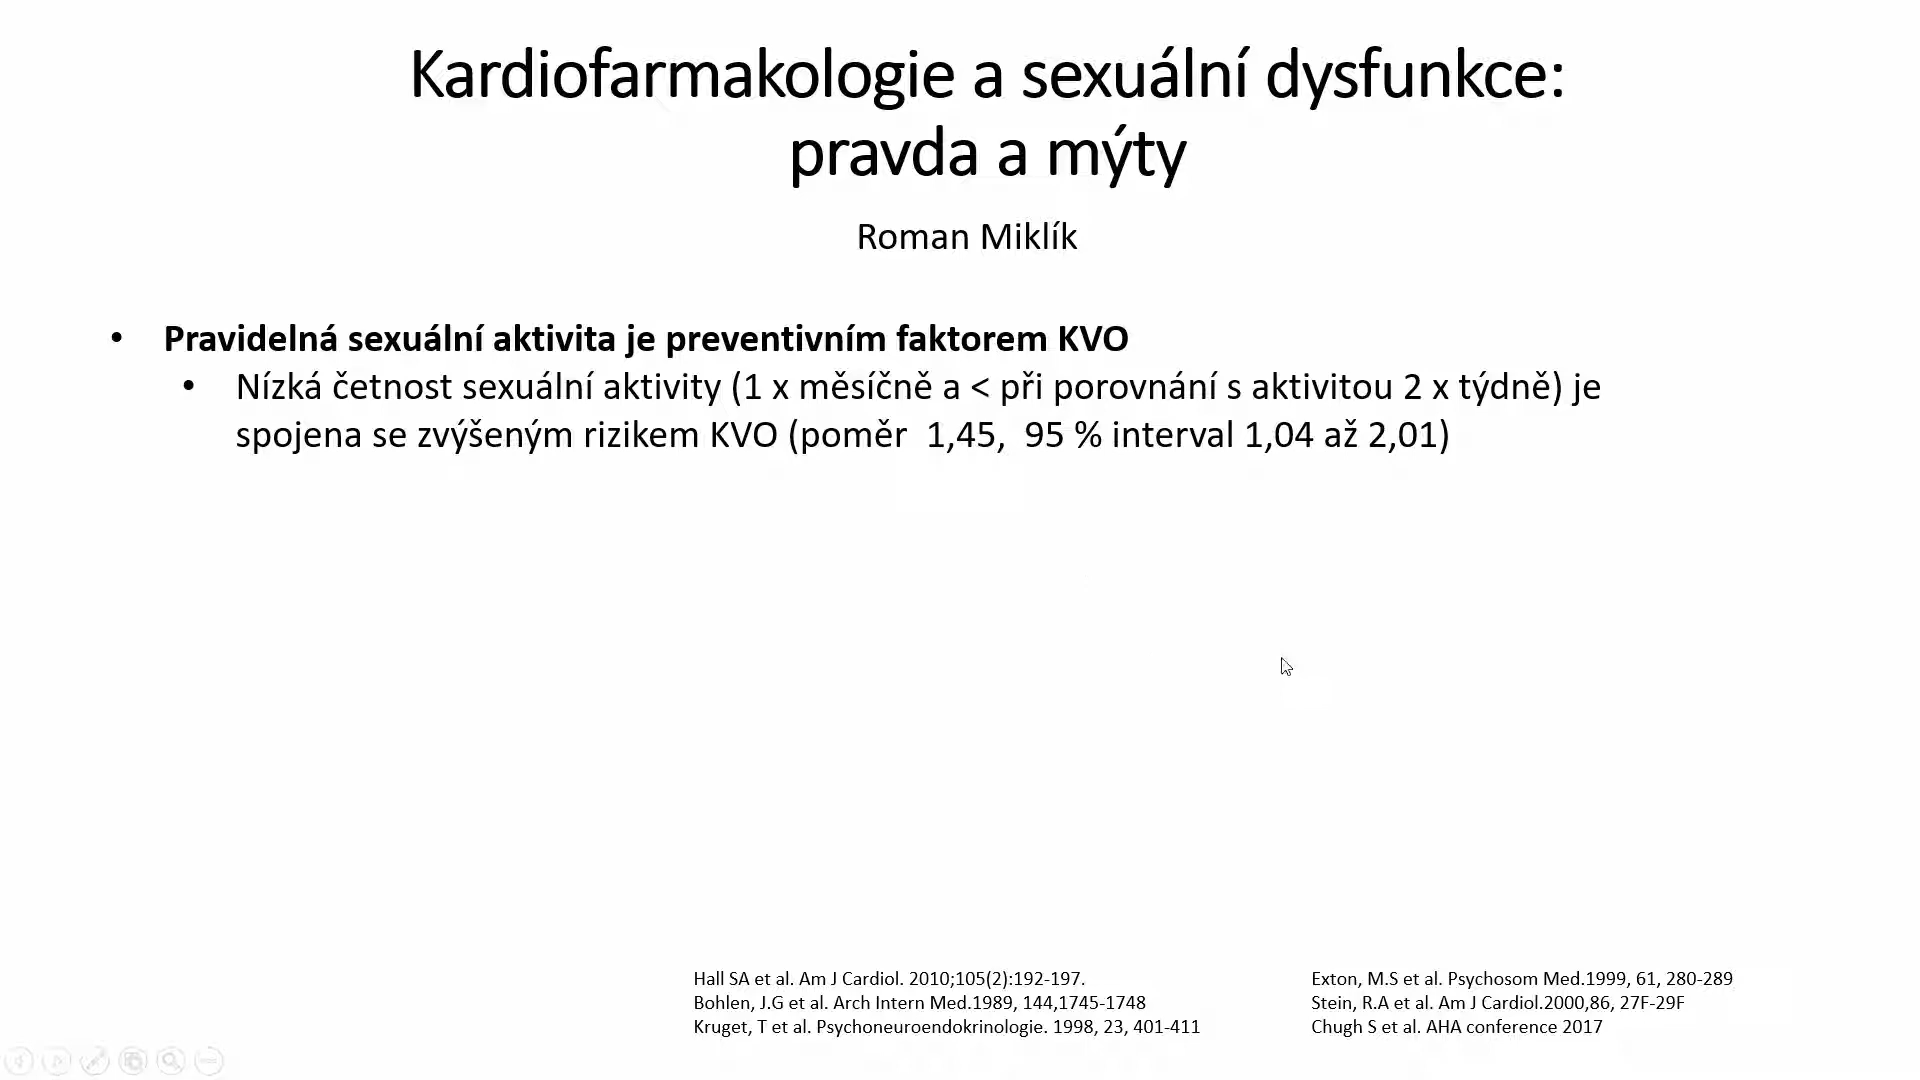 Kardiofarmakologie a sexuální dysfunkce:
pravda a mýty
Roman Miklík
• Pravidelná sexuální aktivita je preventivním faktorem KVO
• Nízká četnost sexuální aktivity (1 x měsíčně a < při porovnání s aktivitou 2 x týdně) je
spojena se zvýšeným rizikem KVO (poměr  1,45,  95 % interval 1,04 až 2,01)
Hall SA et al. Am J Cardiol. 2010;105(2):192-197.
Bohlen, J.G et al. Arch Intern Med.1989, 144,1745-1748
Kruget, T et al. Psychoneuroendokrinologie. 1998, 23, 401-411
Exton, M.S et al. Psychosom Med.1999, 61, 280-289
Stein, R.A et al. Am J Cardiol.2000,86, 27F-29F
Chugh S et al. AHA conference 2017